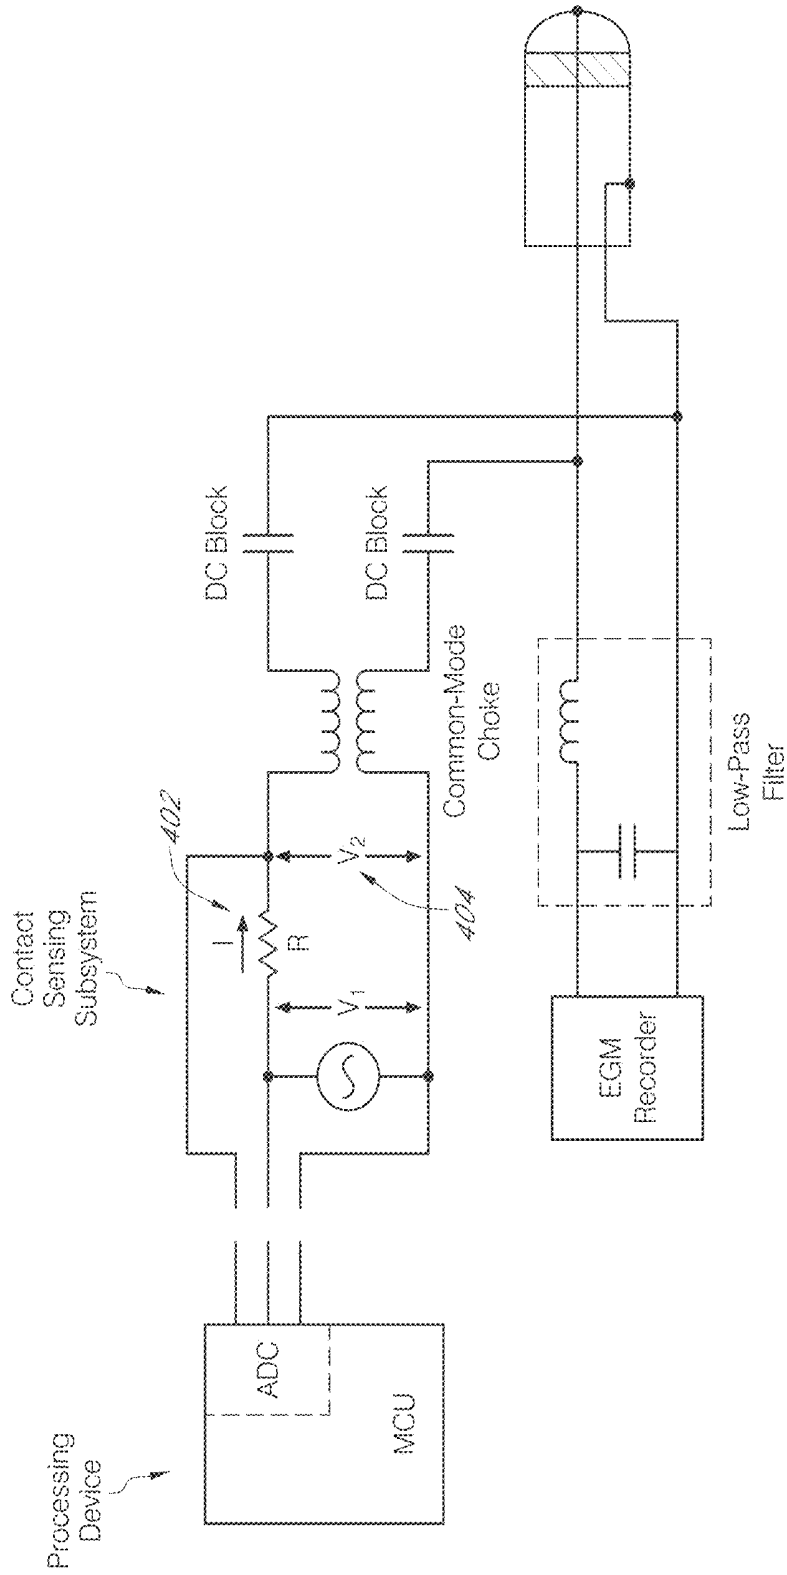 Processing
Device
MCU
ADC
Contact
Sensing
Subsystem
I
402
R
V1
V2
404
Common-Mode
Choke
DC Block
DC Block
EGM
Recorder
Low-Pass
Filter